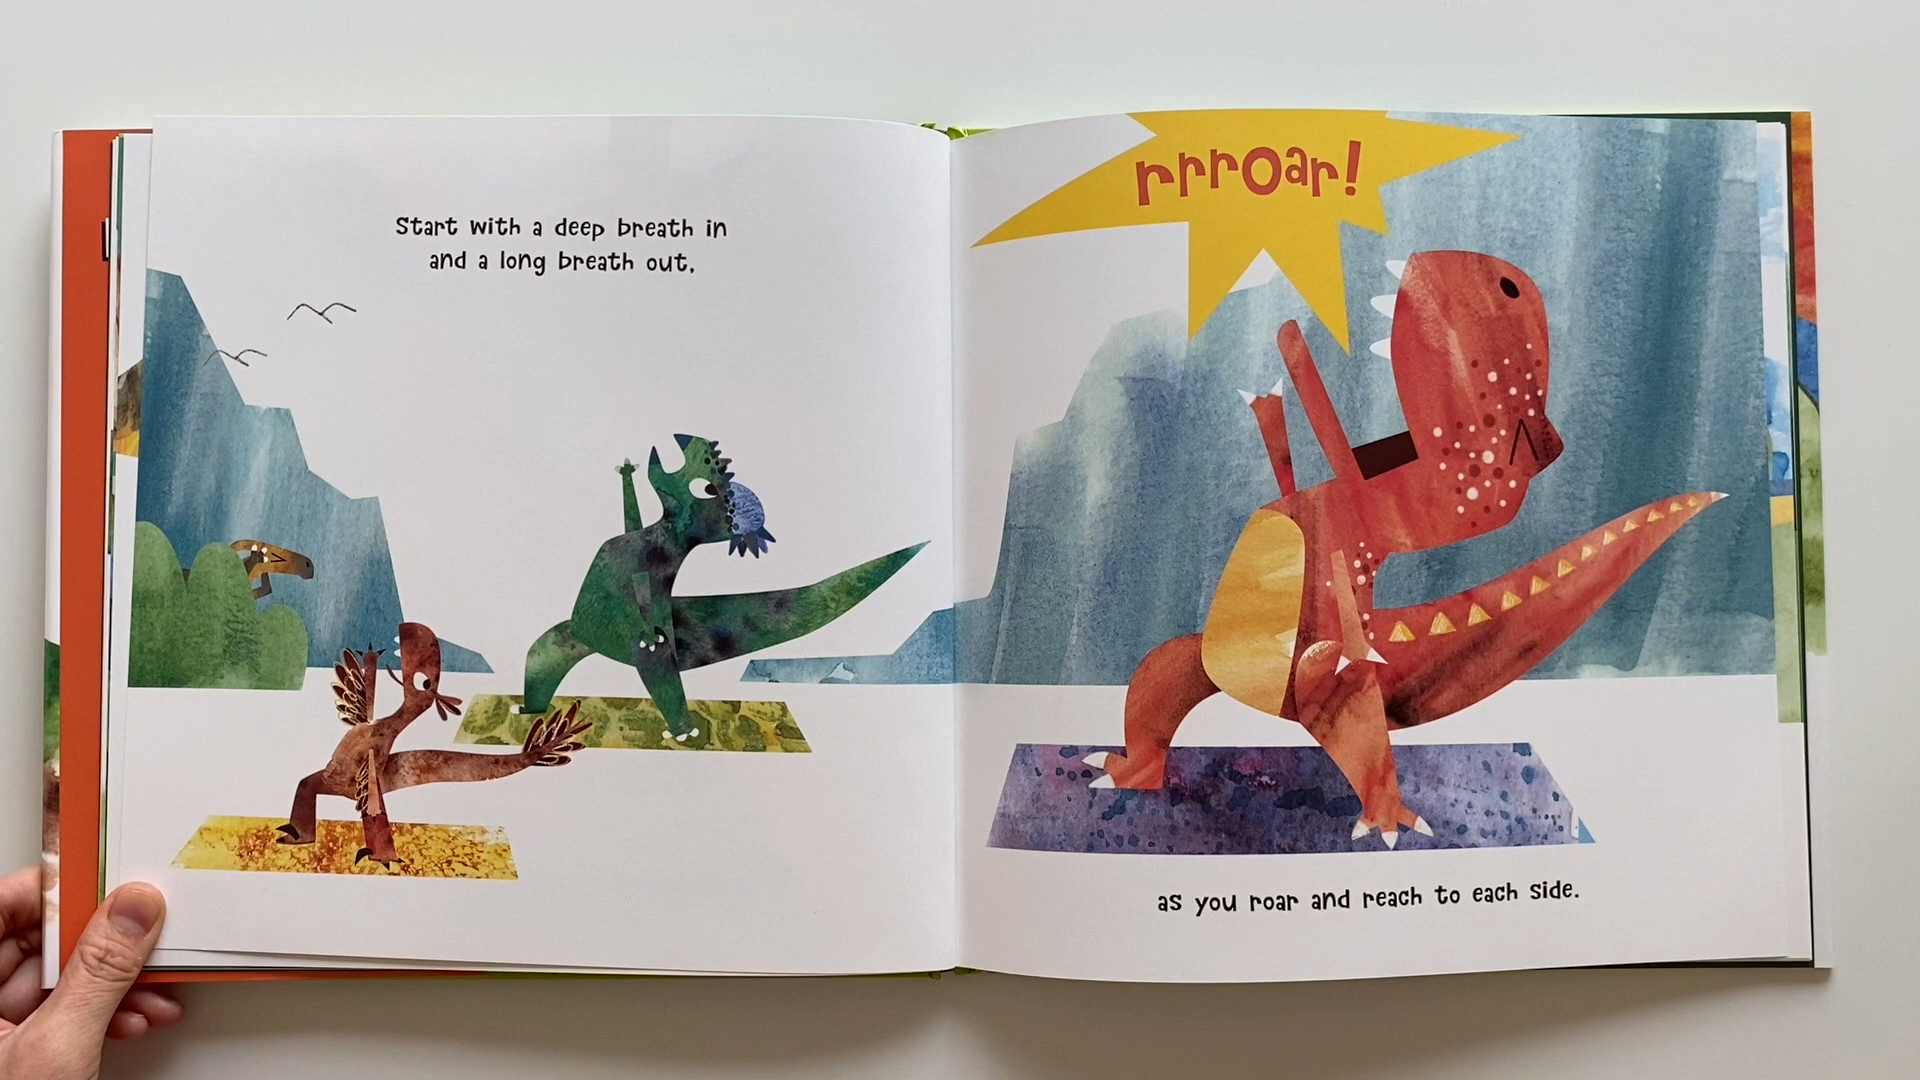 Start with a deep breath in
and a long breath out,
rrrOar!
as you roar and reach to each side.